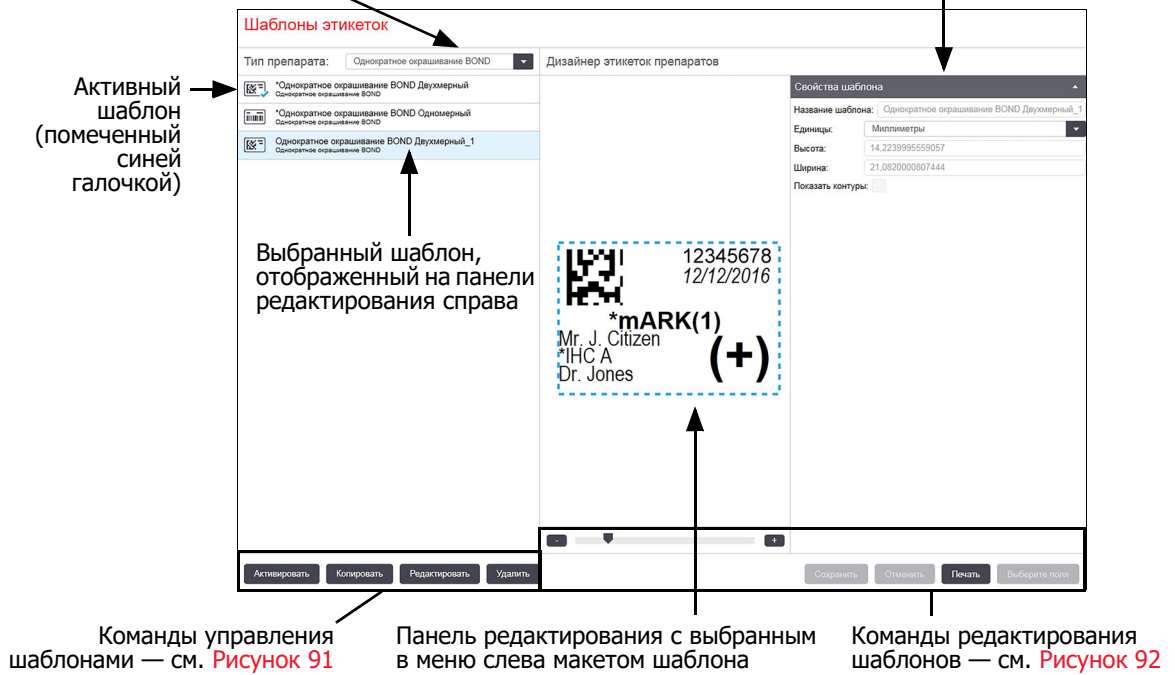 Шаблоны этикеток
Тип препарата:
Однократное окрашивание BOND
Дизайнер этикеток препаратов
Активный
шаблон
(помеченный
синей
галочкой)
*Однократное окрашивание BOND Двухмерный
Однократное окрашивание BOND
*Однократное окрашивание BOND Одномерный
Однократное окрашивание BOND
Однократное окрашивание BOND Двухмерный_1
Однократное окрашивание BOND
Выбранный шаблон,
отображенный на панели
редактирования справа
Свойства шаблона
Название шаблона: Однократное окрашивание BOND Двухмерный_1
Единицы: Миллиметры
Высота: 14,2239995559057
Ширина: 21,0820000807444
Показать контуры:
12345678
12/12/2016
*mARK(1)
Mr. J. Citizen
*IHC A
Dr. Jones
(+)
- +
Активировать Копировать Редактировать Удалить
Сохранить Отменить Печать Выберите поля
Команды управления
шаблонами — см. Рисунок 91
Панель редактирования с выбранным
в меню слева макетом шаблона
Команды редактирования
шаблонов — см. Рисунок 92